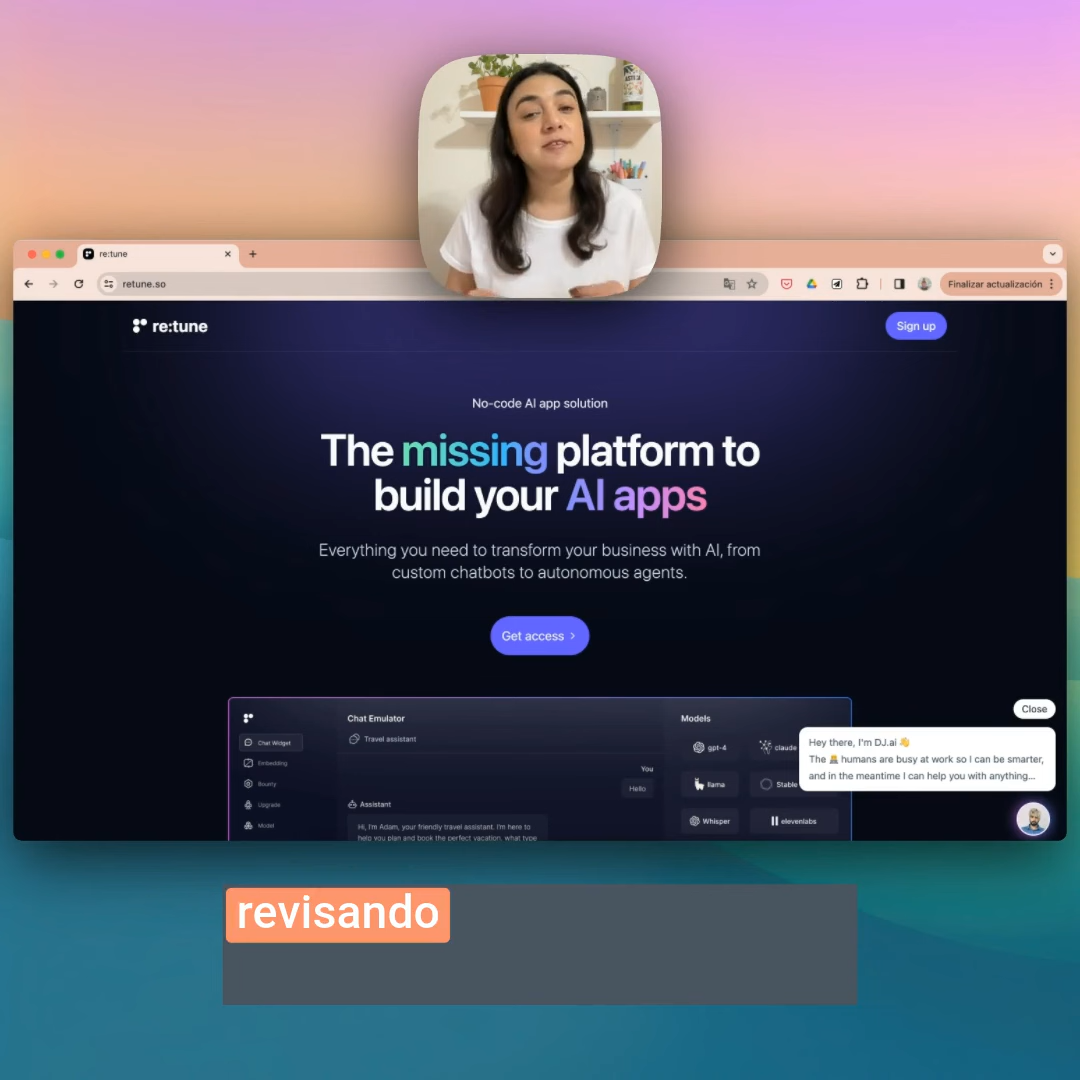 re:tune
retune.so
Finalizar actualización
re:tune
Sign up
No-code AI app solution
The missing platform to
build your AI apps
Everything you need to transform your business with AI, from
custom chatbots to autonomous agents.
Get access
Chat Emulator
Models
Chat Widget
Travel assistant
gpt-4
claude
Embedding
You
Bounty
Hello
llama
Stable
Upgrade
Assistant
Model
Hi, I'm Adam, your friendly travel assistant. I'm here to
help you plan and book the perfect vacation. what type
Whisper
elevenlabs
Close
Hey there, I'm DJ.ai 👋
The 👨‍💻 humans are busy at work so I can be smarter,
and in the meantime I can help you with anything...
revisando